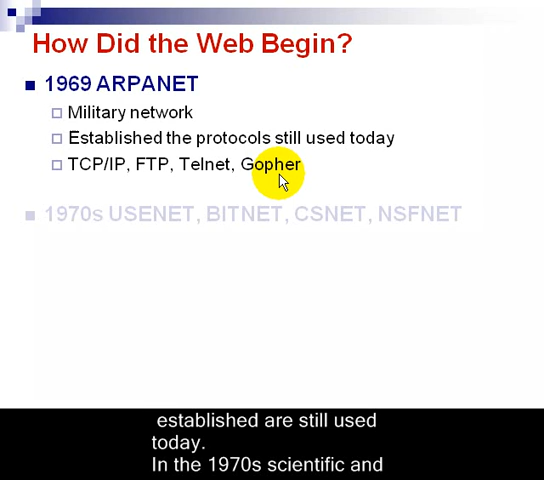 How Did the Web Begin?
1969 ARPANET
Military network
Established the protocols still used today
TCP/IP, FTP, Telnet, Gopher
1970s USENET, BITNET, CSNET, NSFNET
established are still used
today.
In the 1970s scientific and